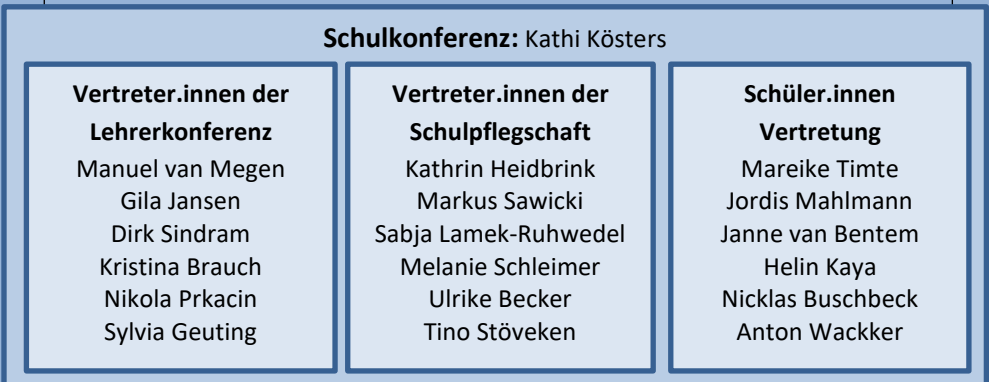 Schulkonferenz: Kathi Kösters
Vertreter.innen der
Lehrerkonferenz
Manuel van Megen
Gila Jansen
Dirk Sindram
Kristina Brauch
Nikola Prkacin
Sylvia Geuting
Vertreter.innen der
Schulpflegschaft
Kathrin Heidbrink
Markus Sawicki
Sabja Lamek-Ruhwedel
Melanie Schleimer
Ulrike Becker
Tino Stöveken
Schüler.innen
Vertretung
Mareike Timte
Jordis Mahlmann
Janne van Bentem
Helin Kaya
Nicklas Buschbeck
Anton Wackker